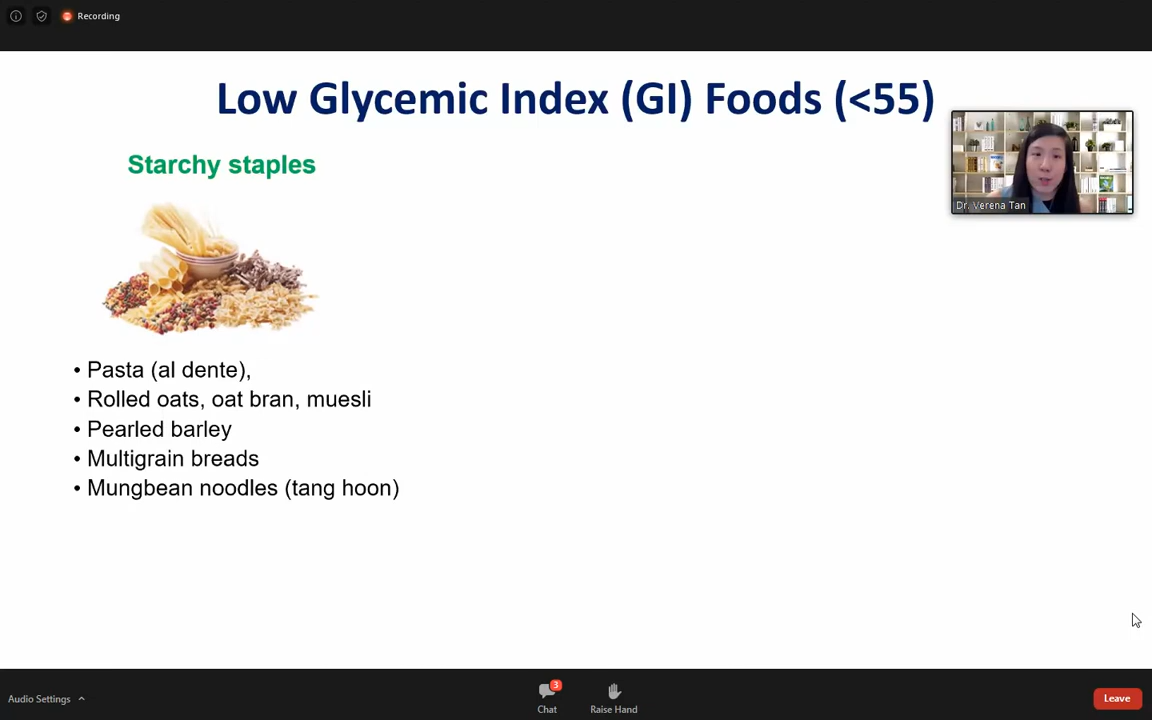 Recording
Low Glycemic Index (GI) Foods (<55)
Starchy staples
Dr. Verena Tan
• Pasta (al dente),
• Rolled oats, oat bran, muesli
• Pearled barley
• Multigrain breads
• Mungbean noodles (tang hoon)
Audio Settings
3
Chat
Raise Hand
Leave